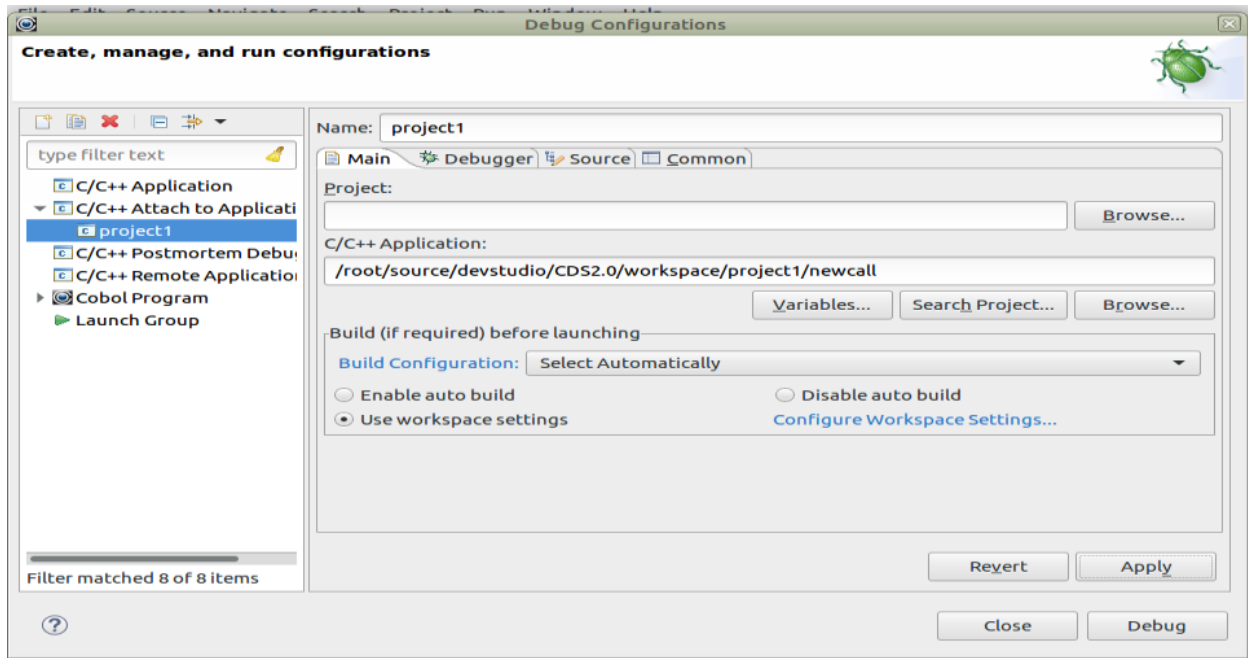 Debug Configurations
Create, manage, and run configurations
type filter text
C/C++ Application
C/C++ Attach to Applicati
project1
C/C++ Postmortem Debu
C/C++ Remote Application
Cobol Program
Launch Group
Filter matched 8 of 8 items
Name: project1
Main Debugger Source Common
Project:
Browse...
C/C++ Application:
/root/source/devstudio/CDS2.0/workspace/project1/newcall
Variables... Search Project... Browse...
Build (if required) before launching
Build Configuration: Select Automatically
Enable auto build Disable auto build
Use workspace settings Configure Workspace Settings...
Revert Apply
Close Debug